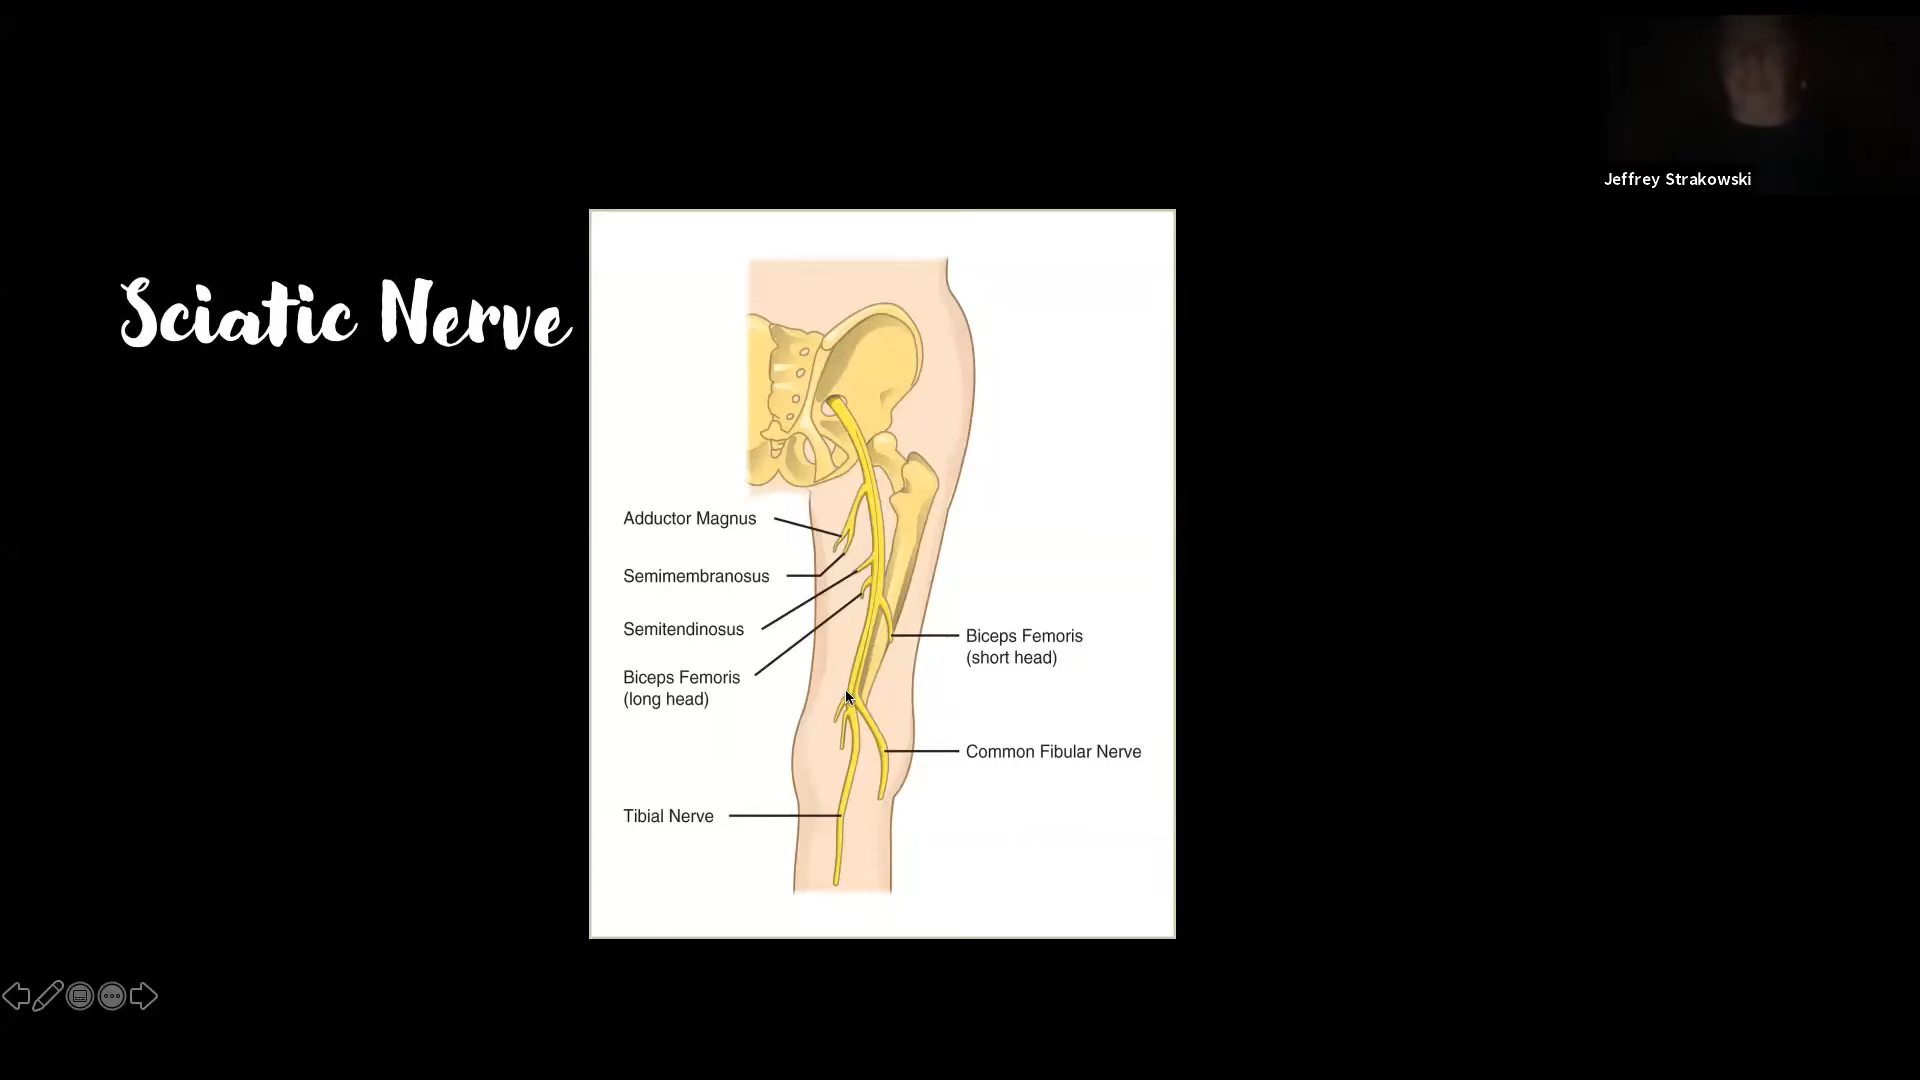 Jeffrey Strakowski
Sciatic Nerve
Adductor Magnus
Semimembranosus
Semitendinosus
Biceps Femoris
(long head)
Tibial Nerve
Biceps Femoris
(short head)
Common Fibular Nerve